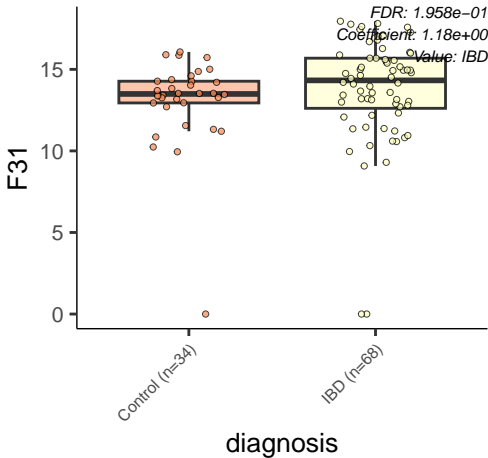 FDR: 1.958e−01
Coefficient: 1.18e+00
Value: IBD
15
10
5
0
F31
Control (n=34)
IBD (n=68)
diagnosis